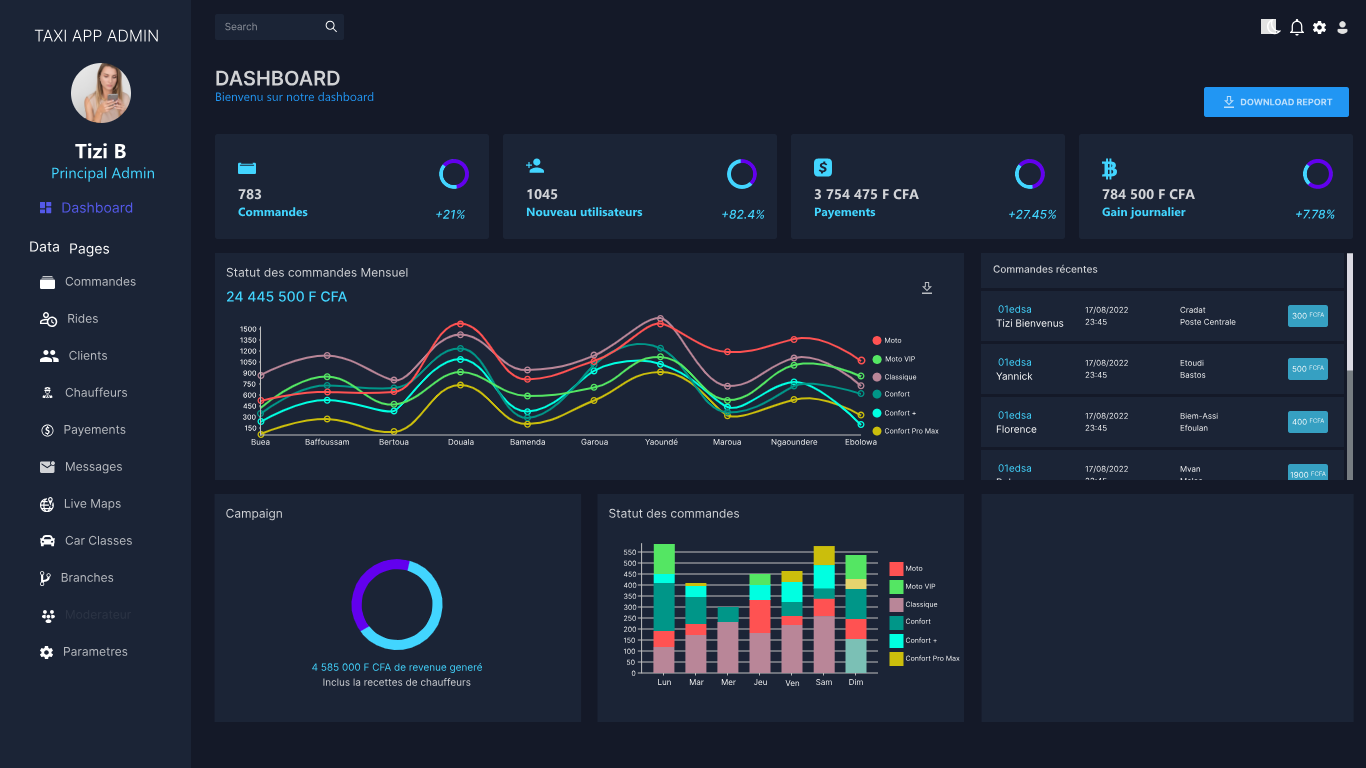 TAXI APP ADMIN
Tizi B
Principal Admin
Dashboard
Data Pages
Commandes
Rides
Clients
Chauffeurs
Payements
Messages
Live Maps
Car Classes
Branches
Moderateur
Parametres
Search
DASHBOARD
Bienvenu sur notre dashboard
DOWNLOAD REPORT
783
Commandes
+21%
1045
Nouveau utilisateurs
+82.4%
3 754 475 F CFA
Payements
+27.45%
784 500 F CFA
Gain journalier
+7.78%
Statut des commandes Mensuel
24 445 500 F CFA
1500
1350
1200
1050
900
750
600
450
300
150
Buea
Baffoussam
Bertoua
Douala
Bamenda
Garoua
Yaoundé
Maroua
Ngaoundere
Ebolowa
Moto
Moto VIP
Classique
Confort
Confort +
Confort Pro Max
Commandes récentes
01edsa
Tizi Bienvenus
17/08/2022
23:45
Cradat
Poste Centrale
300 FCFA
01edsa
Yannick
17/08/2022
23:45
Etoudi
Bastos
500 FCFA
01edsa
Florence
17/08/2022
23:45
Biem-Assi
Efoulan
400 FCFA
01edsa
17/08/2022
23:45
Mvan
1900 FCFA
Campaign
4 585 000 F CFA de revenue generé
Inclus la recettes de chauffeurs
Statut des commandes
550
500
450
400
350
300
250
200
150
100
50
0
Lun
Mar
Mer
Jeu
Ven
Sam
Dim
Moto
Moto VIP
Classique
Confort
Confort +
Confort Pro Max